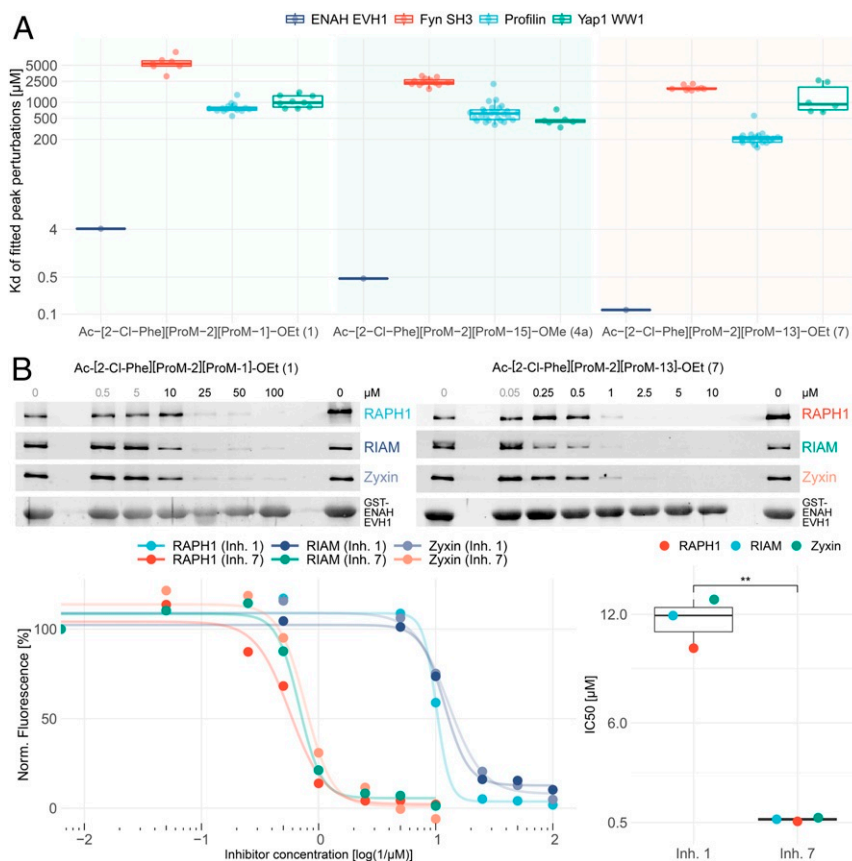 A
ENAH EVH1 Fyn SH3 Profilin Yap1 WW1
Kd of fitted peak perturbations [µM]
5000
2500
1000
500
200
4
0.5
0.1
Ac-[2-Cl-Phe][ProM-2][ProM-1]-OEt (1) Ac-[2-Cl-Phe][ProM-2][ProM-15]-OMe (4a) Ac-[2-Cl-Phe][ProM-2][ProM-13]-OEt (7)
B
Ac-[2-Cl-Phe][ProM-2][ProM-1]-OEt (1)
0 0.5 5 10 25 50 100 0 µM
RAPH1
RIAM
Zyxin
GST-
ENAH
EVH1
Ac-[2-Cl-Phe][ProM-2][ProM-13]-OEt (7)
0 0.05 0.25 0.5 1 2.5 5 10 0 µM
RAPH1
RIAM
Zyxin
GST-
ENAH
EVH1
RAPH1 (Inh. 1) RIAM (Inh. 1) Zyxin (Inh. 1)
RAPH1 (Inh. 7) RIAM (Inh. 7) Zyxin (Inh. 7)
Norm. Fluorescence [%]
100
50
0
−2 −1 0 1 2
Inhibitor concentration [log(1/µM)]
RAPH1 RIAM Zyxin
**
IC50 [µM]
12.0
6.0
0.5
Inh. 1 Inh. 7